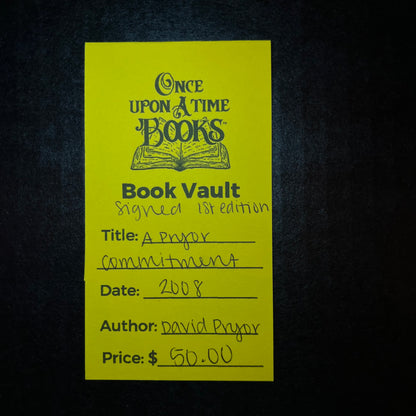 ONCE
UPON A TIME
BOOKS™
Book Vault
Signed 1st edition
Title: A Pryor
Commitment
Date: 2008
Author: David Pryor
Price: $ 50.00